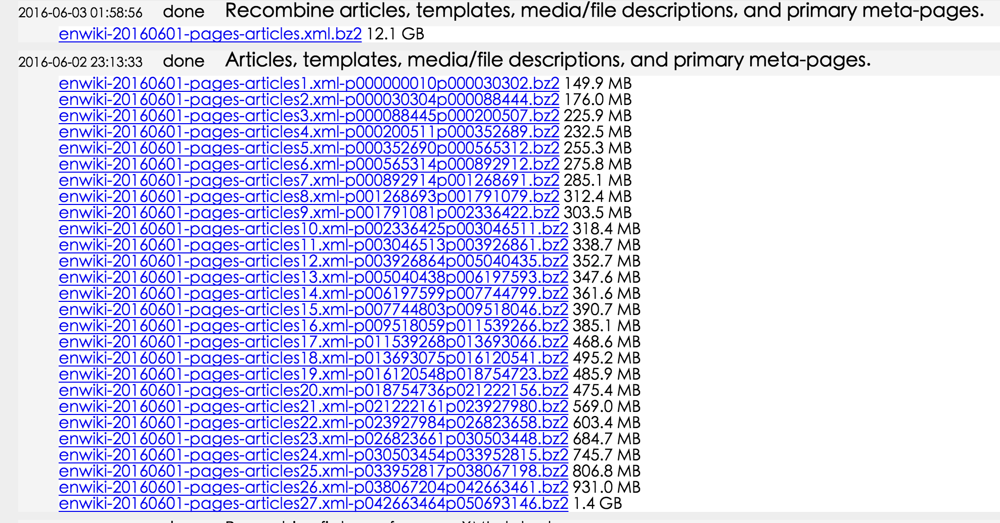 2016-06-03 01:58:56 done Recombine articles, templates, media/file descriptions, and primary meta-pages.
enwiki-20160601-pages-articles.xml.bz2 12.1 GB
2016-06-02 23:13:33 done Articles, templates, media/file descriptions, and primary meta-pages.
enwiki-20160601-pages-articles1.xml-p000000010p000030302.bz2 149.9 MB
enwiki-20160601-pages-articles2.xml-p000030304p000088444.bz2 176.0 MB
enwiki-20160601-pages-articles3.xml-p000088445p000200507.bz2 225.9 MB
enwiki-20160601-pages-articles4.xml-p000200511p000352689.bz2 232.5 MB
enwiki-20160601-pages-articles5.xml-p000352690p000565312.bz2 255.3 MB
enwiki-20160601-pages-articles6.xml-p000565314p000892912.bz2 275.8 MB
enwiki-20160601-pages-articles7.xml-p000892914p001268691.bz2 285.1 MB
enwiki-20160601-pages-articles8.xml-p001268693p001791079.bz2 312.4 MB
enwiki-20160601-pages-articles9.xml-p001791081p002336422.bz2 303.5 MB
enwiki-20160601-pages-articles10.xml-p002336425p003046511.bz2 318.4 MB
enwiki-20160601-pages-articles11.xml-p003046513p003926861.bz2 338.7 MB
enwiki-20160601-pages-articles12.xml-p003926864p005040435.bz2 352.7 MB
enwiki-20160601-pages-articles13.xml-p005040438p006197593.bz2 347.6 MB
enwiki-20160601-pages-articles14.xml-p006197599p007744799.bz2 361.6 MB
enwiki-20160601-pages-articles15.xml-p007744803p009518046.bz2 390.7 MB
enwiki-20160601-pages-articles16.xml-p009518059p011539266.bz2 385.1 MB
enwiki-20160601-pages-articles17.xml-p011539268p013693066.bz2 468.6 MB
enwiki-20160601-pages-articles18.xml-p013693075p016120541.bz2 495.2 MB
enwiki-20160601-pages-articles19.xml-p016120548p018754723.bz2 485.9 MB
enwiki-20160601-pages-articles20.xml-p018754736p021222156.bz2 475.4 MB
enwiki-20160601-pages-articles21.xml-p021222161p023927980.bz2 569.0 MB
enwiki-20160601-pages-articles22.xml-p023927984p026823658.bz2 603.4 MB
enwiki-20160601-pages-articles23.xml-p026823661p030503448.bz2 684.7 MB
enwiki-20160601-pages-articles24.xml-p030503454p033952815.bz2 745.7 MB
enwiki-20160601-pages-articles25.xml-p033952817p038067198.bz2 806.8 MB
enwiki-20160601-pages-articles26.xml-p038067204p042663461.bz2 931.0 MB
enwiki-20160601-pages-articles27.xml-p042663464p050693146.bz2 1.4 GB